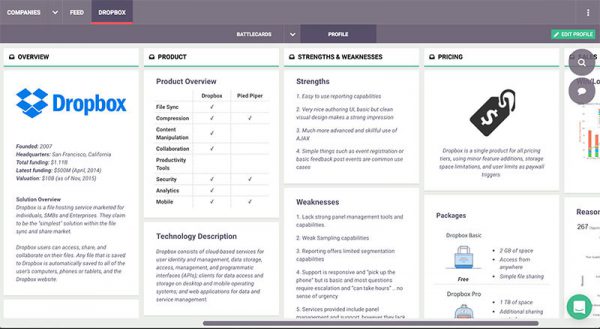 COMPANIES FEED DROPBOX
BATTLECARDS PROFILE EDIT PROFILE
OVERVIEW
Dropbox
Founded: 2007
Headquarters: San Francisco, California
Total funding: $1.11B
Latest funding: $500M (April, 2014)
Valuation: $10B (as of Nov, 2015)
Solution Overview
Dropbox is a file hosting service marketed for
individuals, SMBs and Enterprises. They claim
to be the "simplest" solution within the file
sync and share market.
Dropbox users can access, share, and
collaborate on their files. Any file that is saved
to Dropbox is automatically saved to all of the
user's computers, phones or tablets, and the
Dropbox website.
PRODUCT
Product Overview
Dropbox Pied Piper
File Sync ✓
Compression ✓ ✓
Content
Manipulation ✓
Collaboration ✓
Productivity
Tools
Security ✓ ✓
Analytics ✓
Mobile ✓ ✓
Technology Description
Dropbox consists of cloud-based services for
user identity and management, data storage,
access, management, and programmatic
interfaces (APIs); clients for data access and
storage on desktop and mobile operating
systems; and web applications for data and
service management.
STRENGTHS & WEAKNESSES
Strengths
1. Easy to use reporting capabilities
2. Very nice authoring UI, basic but clean
visual design makes a strong impression
3. Much more advanced and skillful use of
AJAX
4. Simple things such as event registration or
basic feedback post events are common use
cases
Weaknesses
1. Lack strong panel management tools and
capabilities.
2. Weak Sampling capabilities
3. Reporting offers limited segmentation
capabilities
4. Support is responsive and "pick up the
phone" but is basic and most questions
require escalation and "can take hours" .. no
sense of urgency
5. Services provided include panel
management and support, however they lack
PRICING
$
Dropbox is a single product for all pricing
tiers, using minor feature additions, storage
space limitations, and user limits as paywall
triggers
Packages
Dropbox Basic
Free
• 2 GB of space
• Access from
anywhere
• Simple file sharing
Dropbox Pro
• 1 TB of space
• Additional sharing
SALES
Win/Lo
Reason
267